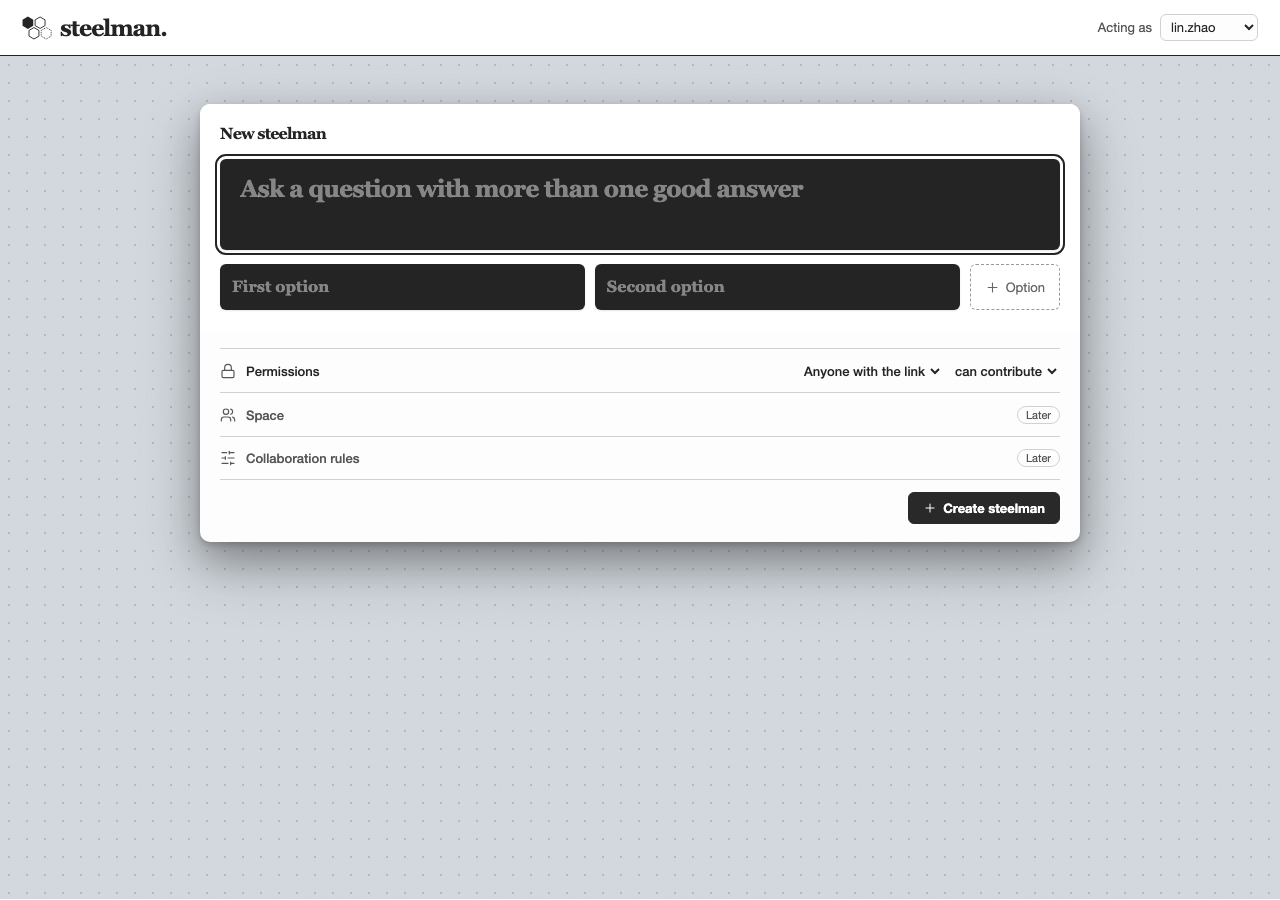 steelman.
Acting as lin.zhao
New steelman
Ask a question with more than one good answer
First option Second option + Option
Permissions Anyone with the link can contribute
Space Later
Collaboration rules Later
+ Create steelman